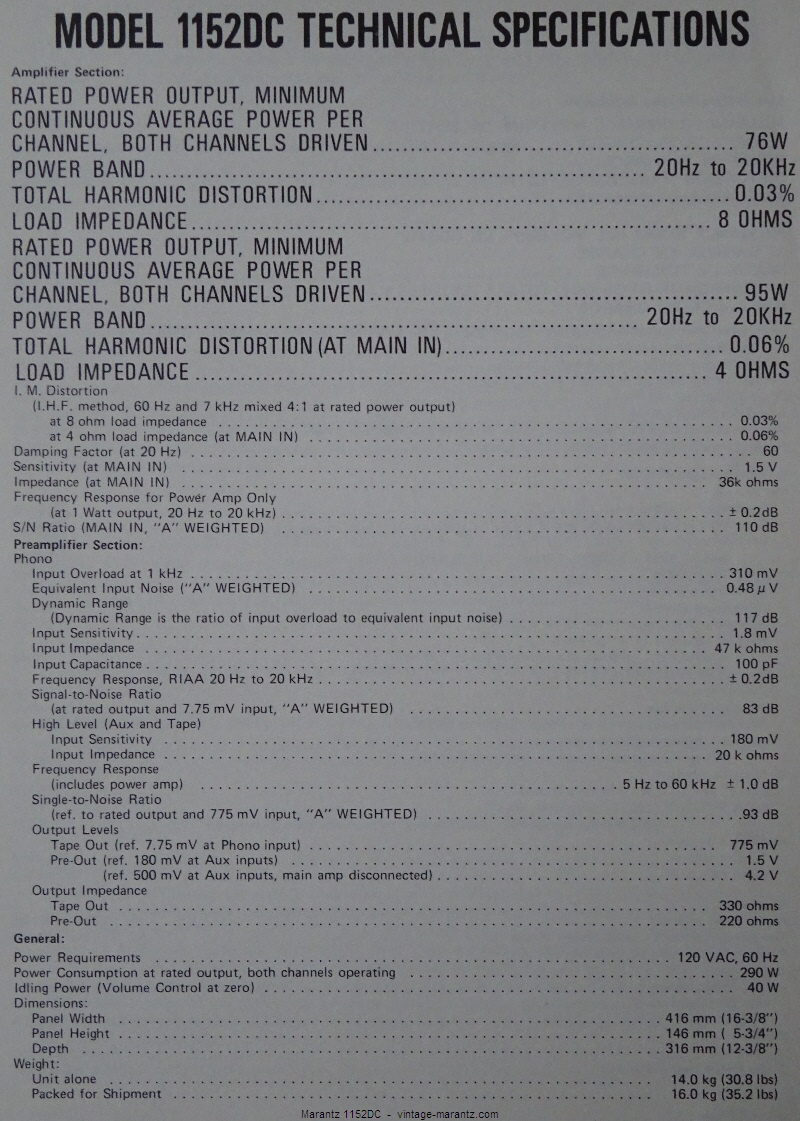 MODEL 1152DC TECHNICAL SPECIFICATIONS
Amplifier Section:
RATED POWER OUTPUT, MINIMUM
CONTINUOUS AVERAGE POWER PER
CHANNEL, BOTH CHANNELS DRIVEN ........ 76W
POWER BAND ........ 20Hz to 20KHz
TOTAL HARMONIC DISTORTION ........ 0.03%
LOAD IMPEDANCE ........ 8 OHMS
RATED POWER OUTPUT, MINIMUM
CONTINUOUS AVERAGE POWER PER
CHANNEL, BOTH CHANNELS DRIVEN ........ 95W
POWER BAND ........ 20Hz to 20KHz
TOTAL HARMONIC DISTORTION (AT MAIN IN) ........ 0.06%
LOAD IMPEDANCE ........ 4 OHMS
I. M. Distortion
(I.H.F. method, 60 Hz and 7 kHz mixed 4:1 at rated power output)
at 8 ohm load impedance ........ 0.03%
at 4 ohm load impedance (at MAIN IN) ........ 0.06%
Damping Factor (at 20 Hz) ........ 60
Sensitivity (at MAIN IN) ........ 1.5 V
Impedance (at MAIN IN) ........ 36k ohms
Frequency Response for Power Amp Only
(at 1 Watt output, 20 Hz to 20 kHz) ........ ± 0.2dB
S/N Ratio (MAIN IN, "A" WEIGHTED) ........ 110 dB
Preamplifier Section:
Phono
Input Overload at 1 kHz ........ 310 mV
Equivalent Input Noise ("A" WEIGHTED) ........ 0.48 μ V
Dynamic Range
(Dynamic Range is the ratio of input overload to equivalent input noise) ........ 117 dB
Input Sensitivity ........ 1.8 mV
Input Impedance ........ 47 k ohms
Input Capacitance ........ 100 pF
Frequency Response, RIAA 20 Hz to 20 kHz ........ ± 0.2dB
Signal-to-Noise Ratio
(at rated output and 7.75 mV input, "A" WEIGHTED) ........ 83 dB
High Level (Aux and Tape)
Input Sensitivity ........ 180 mV
Input Impedance ........ 20 k ohms
Frequency Response
(includes power amp) ........ 5 Hz to 60 kHz ± 1.0 dB
Single-to-Noise Ratio
(ref. to rated output and 775 mV input, "A" WEIGHTED) ........ 93 dB
Output Levels
Tape Out (ref. 7.75 mV at Phono input) ........ 775 mV
Pre-Out (ref. 180 mV at Aux inputs) ........ 1.5 V
(ref. 500 mV at Aux inputs, main amp disconnected) ........ 4.2 V
Output Impedance
Tape Out ........ 330 ohms
Pre-Out ........ 220 ohms
General:
Power Requirements ........ 120 VAC, 60 Hz
Power Consumption at rated output, both channels operating ........ 290 W
Idling Power (Volume Control at zero) ........ 40 W
Dimensions:
Panel Width ........ 416 mm (16-3/8")
Panel Height ........ 146 mm ( 5-3/4")
Depth ........ 316 mm (12-3/8")
Weight:
Unit alone ........ 14.0 kg (30.8 lbs)
Packed for Shipment ........ 16.0 kg (35.2 lbs)
Marantz 1152DC - vintage-marantz.com